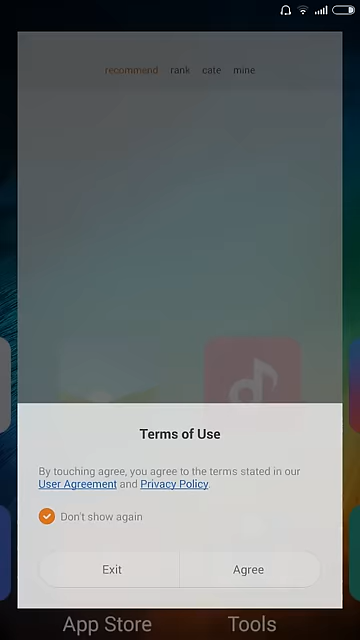 recommend rank cate mine
Terms of Use
By touching agree, you agree to the terms stated in our
User Agreement and Privacy Policy.
Don't show again
Exit Agree
App Store Tools